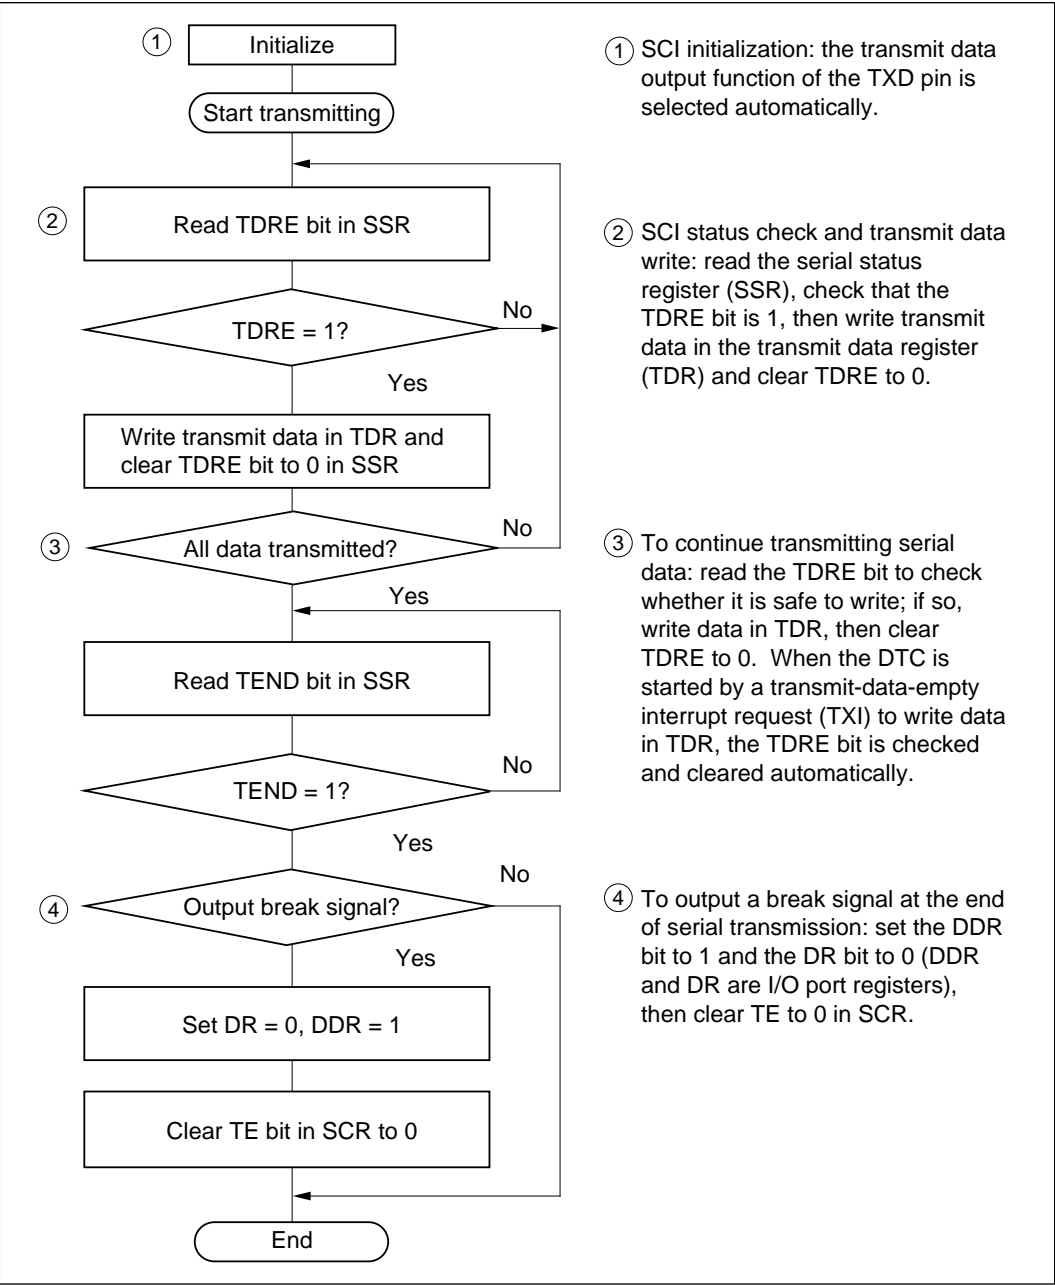 1 Initialize
Start transmitting
2 Read TDRE bit in SSR
TDRE = 1?
No
Yes
Write transmit data in TDR and
clear TDRE bit to 0 in SSR
3 All data transmitted?
No
Yes
Read TEND bit in SSR
TEND = 1?
No
Yes
4 Output break signal?
No
Yes
Set DR = 0, DDR = 1
Clear TE bit in SCR to 0
End
1 SCI initialization: the transmit data
output function of the TXD pin is
selected automatically.
2 SCI status check and transmit data
write: read the serial status
register (SSR), check that the
TDRE bit is 1, then write transmit
data in the transmit data register
(TDR) and clear TDRE to 0.
3 To continue transmitting serial
data: read the TDRE bit to check
whether it is safe to write; if so,
write data in TDR, then clear
TDRE to 0. When the DTC is
started by a transmit-data-empty
interrupt request (TXI) to write data
in TDR, the TDRE bit is checked
and cleared automatically.
4 To output a break signal at the end
of serial transmission: set the DDR
bit to 1 and the DR bit to 0 (DDR
and DR are I/O port registers),
then clear TE to 0 in SCR.